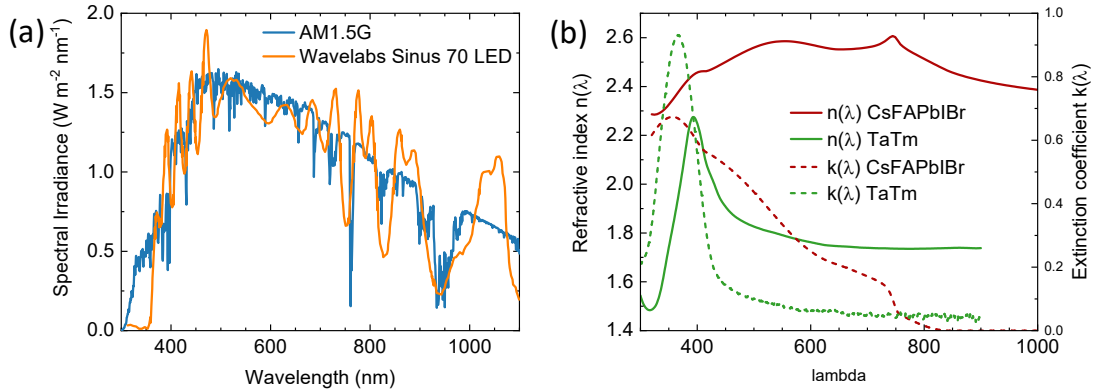 (a)
AM1.5G
Wavelabs Sinus 70 LED
Spectral Irradiance (W m⁻² nm⁻¹)
2.0
1.5
1.0
0.5
0.0
400 600 800 1000
Wavelength (nm)
(b)
n(λ) CsFAPbIBr
n(λ) TaTm
k(λ) CsFAPbIBr
k(λ) TaTm
Refractive index n(λ)
2.6
2.4
2.2
2.0
1.8
1.6
1.4
400 600 800 1000
lambda
1.0
0.8
0.6
0.4
0.2
0.0
Extinction coefficient k(λ)